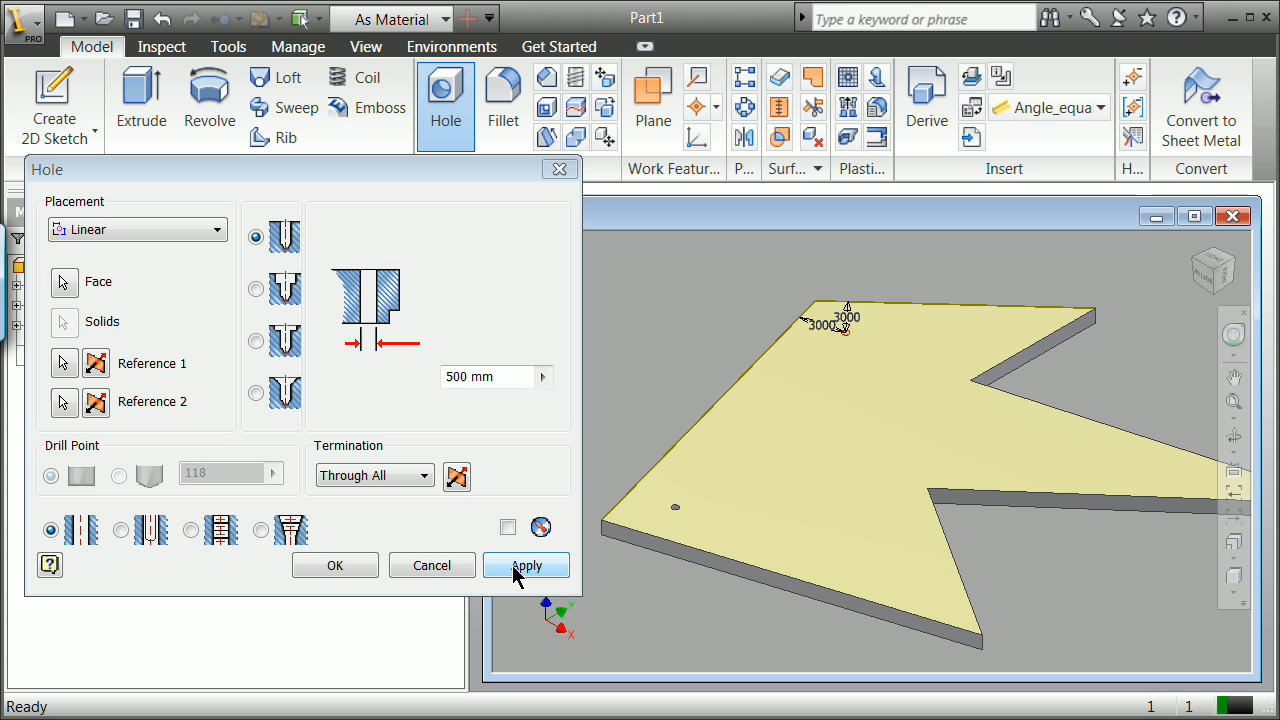 As Material
Part1
Type a keyword or phrase
PRO
Model
Inspect
Tools
Manage
View
Environments
Get Started
Create
2D Sketch
Extrude
Revolve
Loft
Sweep
Rib
Coil
Emboss
Hole
Fillet
Plane
Derive
Angle_equa
Convert to
Sheet Metal
Work Featur...
P...
Surf...
Plasti...
Insert
H...
Convert
Hole
Placement
Linear
Face
Solids
Reference 1
Reference 2
500 mm
Drill Point
118
Termination
Through All
OK
Cancel
Apply
3000
3000
X
Ready
1
1